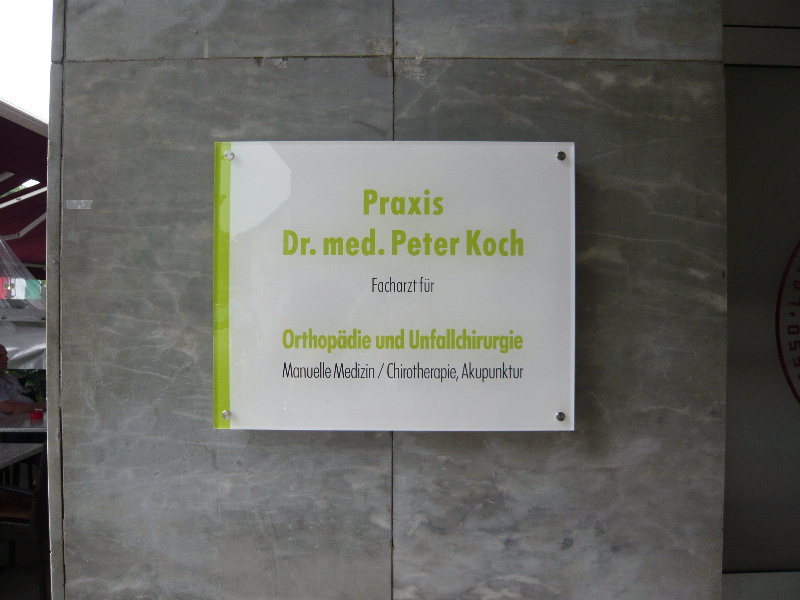 Praxis
Dr. med. Peter Koch
Facharzt für
Orthopädie und Unfallchirurgie
Manuelle Medizin / Chirotherapie, Akupunktur